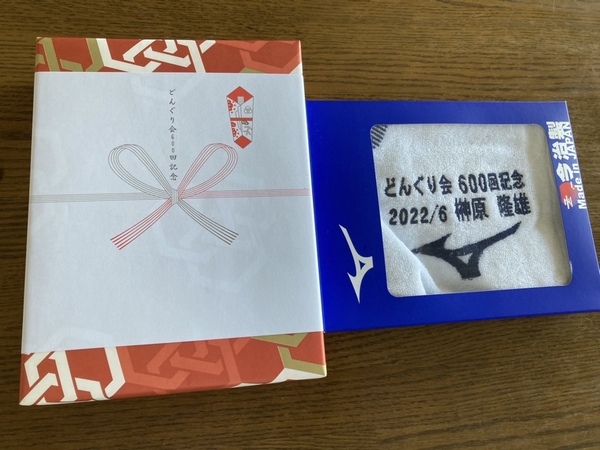 どんぐり会600回記念
どんぐり会 600回記念
2022/6 榊原 隆雄
今治製
Made in JAPAN